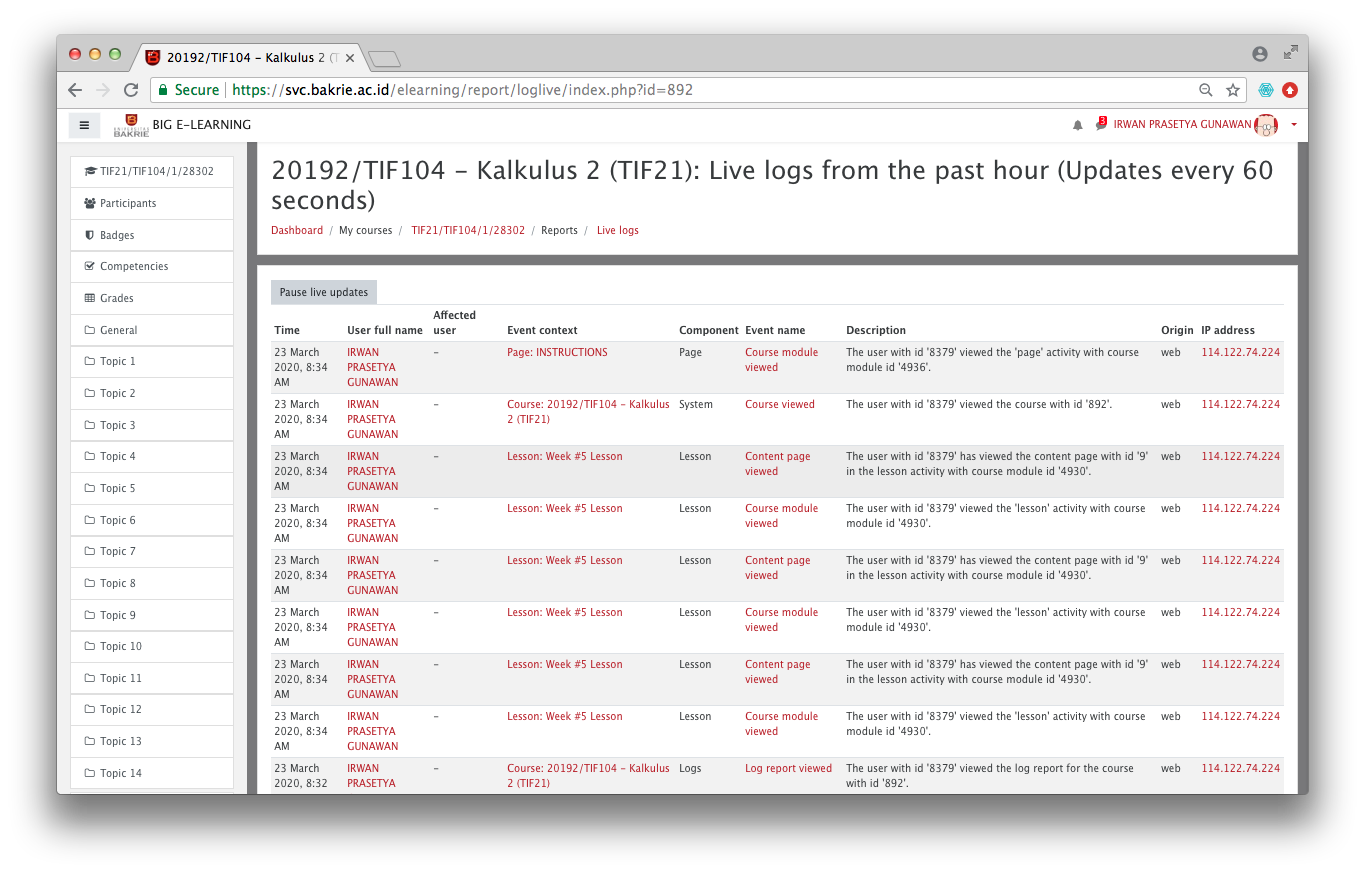 20192/TIF104 – Kalkulus 2 (T
Secure | https://svc.bakrie.ac.id/elearning/report/loglive/index.php?id=892
UNIVERSITAS
BAKRIE
BIG E-LEARNING
3
IRWAN PRASETYA GUNAWAN
TIF21/TIF104/1/28302
Participants
Badges
Competencies
Grades
General
Topic 1
Topic 2
Topic 3
Topic 4
Topic 5
Topic 6
Topic 7
Topic 8
Topic 9
Topic 10
Topic 11
Topic 12
Topic 13
Topic 14
20192/TIF104 – Kalkulus 2 (TIF21): Live logs from the past hour (Updates every 60
seconds)
Dashboard / My courses / TIF21/TIF104/1/28302 / Reports / Live logs
Pause live updates
Affected
Time User full name user Event context Component Event name Description Origin IP address
23 March IRWAN – Page: INSTRUCTIONS Page Course module The user with id '8379' viewed the 'page' activity with course web 114.122.74.224
2020, 8:34 PRASETYA viewed module id '4936'.
AM GUNAWAN
23 March IRWAN – Course: 20192/TIF104 – Kalkulus System Course viewed The user with id '8379' viewed the course with id '892'. web 114.122.74.224
2020, 8:34 PRASETYA 2 (TIF21)
AM GUNAWAN
23 March IRWAN – Lesson: Week #5 Lesson Lesson Content page The user with id '8379' has viewed the content page with id '9' web 114.122.74.224
2020, 8:34 PRASETYA viewed in the lesson activity with course module id '4930'.
AM GUNAWAN
23 March IRWAN – Lesson: Week #5 Lesson Lesson Course module The user with id '8379' viewed the 'lesson' activity with course web 114.122.74.224
2020, 8:34 PRASETYA viewed module id '4930'.
AM GUNAWAN
23 March IRWAN – Lesson: Week #5 Lesson Lesson Content page The user with id '8379' has viewed the content page with id '9' web 114.122.74.224
2020, 8:34 PRASETYA viewed in the lesson activity with course module id '4930'.
AM GUNAWAN
23 March IRWAN – Lesson: Week #5 Lesson Lesson Course module The user with id '8379' viewed the 'lesson' activity with course web 114.122.74.224
2020, 8:34 PRASETYA viewed module id '4930'.
AM GUNAWAN
23 March IRWAN – Lesson: Week #5 Lesson Lesson Content page The user with id '8379' has viewed the content page with id '9' web 114.122.74.224
2020, 8:34 PRASETYA viewed in the lesson activity with course module id '4930'.
AM GUNAWAN
23 March IRWAN – Lesson: Week #5 Lesson Lesson Course module The user with id '8379' viewed the 'lesson' activity with course web 114.122.74.224
2020, 8:34 PRASETYA viewed module id '4930'.
AM GUNAWAN
23 March IRWAN – Course: 20192/TIF104 – Kalkulus Logs Log report viewed The user with id '8379' viewed the log report for the course web 114.122.74.224
2020, 8:32 PRASETYA 2 (TIF21) with id '892'.